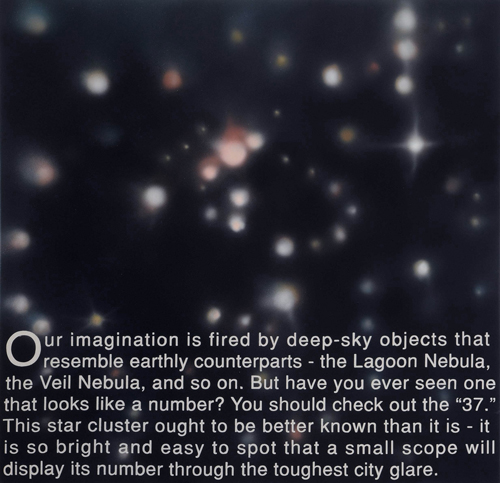 Our imagination is fired by deep-sky objects that
resemble earthly counterparts - the Lagoon Nebula,
the Veil Nebula, and so on. But have you ever seen one
that looks like a number? You should check out the “37.”
This star cluster ought to be better known than it is - it
is so bright and easy to spot that a small scope will
display its number through the toughest city glare.